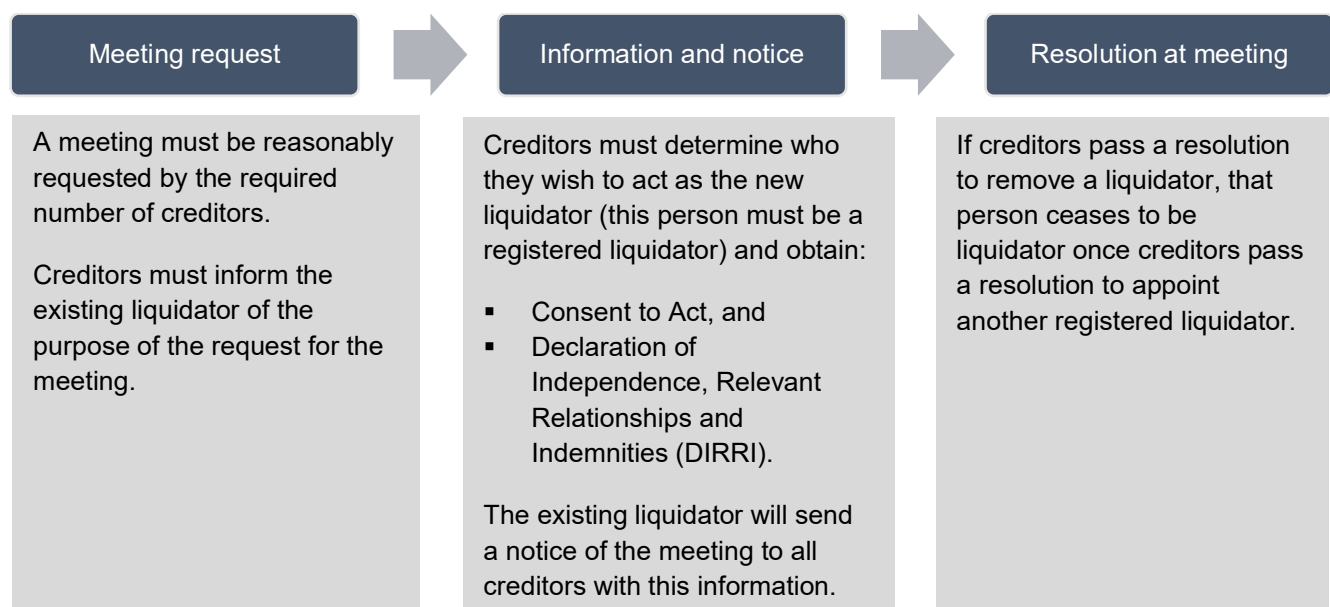 Meeting request
A meeting must be reasonably
requested by the required
number of creditors.
Creditors must inform the
existing liquidator of the
purpose of the request for the
meeting.
Information and notice
Creditors must determine who
they wish to act as the new
liquidator (this person must be a
registered liquidator) and obtain:
▪ Consent to Act, and
▪ Declaration of
Independence, Relevant
Relationships and
Indemnities (DIRRI).
The existing liquidator will send
a notice of the meeting to all
creditors with this information.
Resolution at meeting
If creditors pass a resolution
to remove a liquidator, that
person ceases to be
liquidator once creditors pass
a resolution to appoint
another registered liquidator.